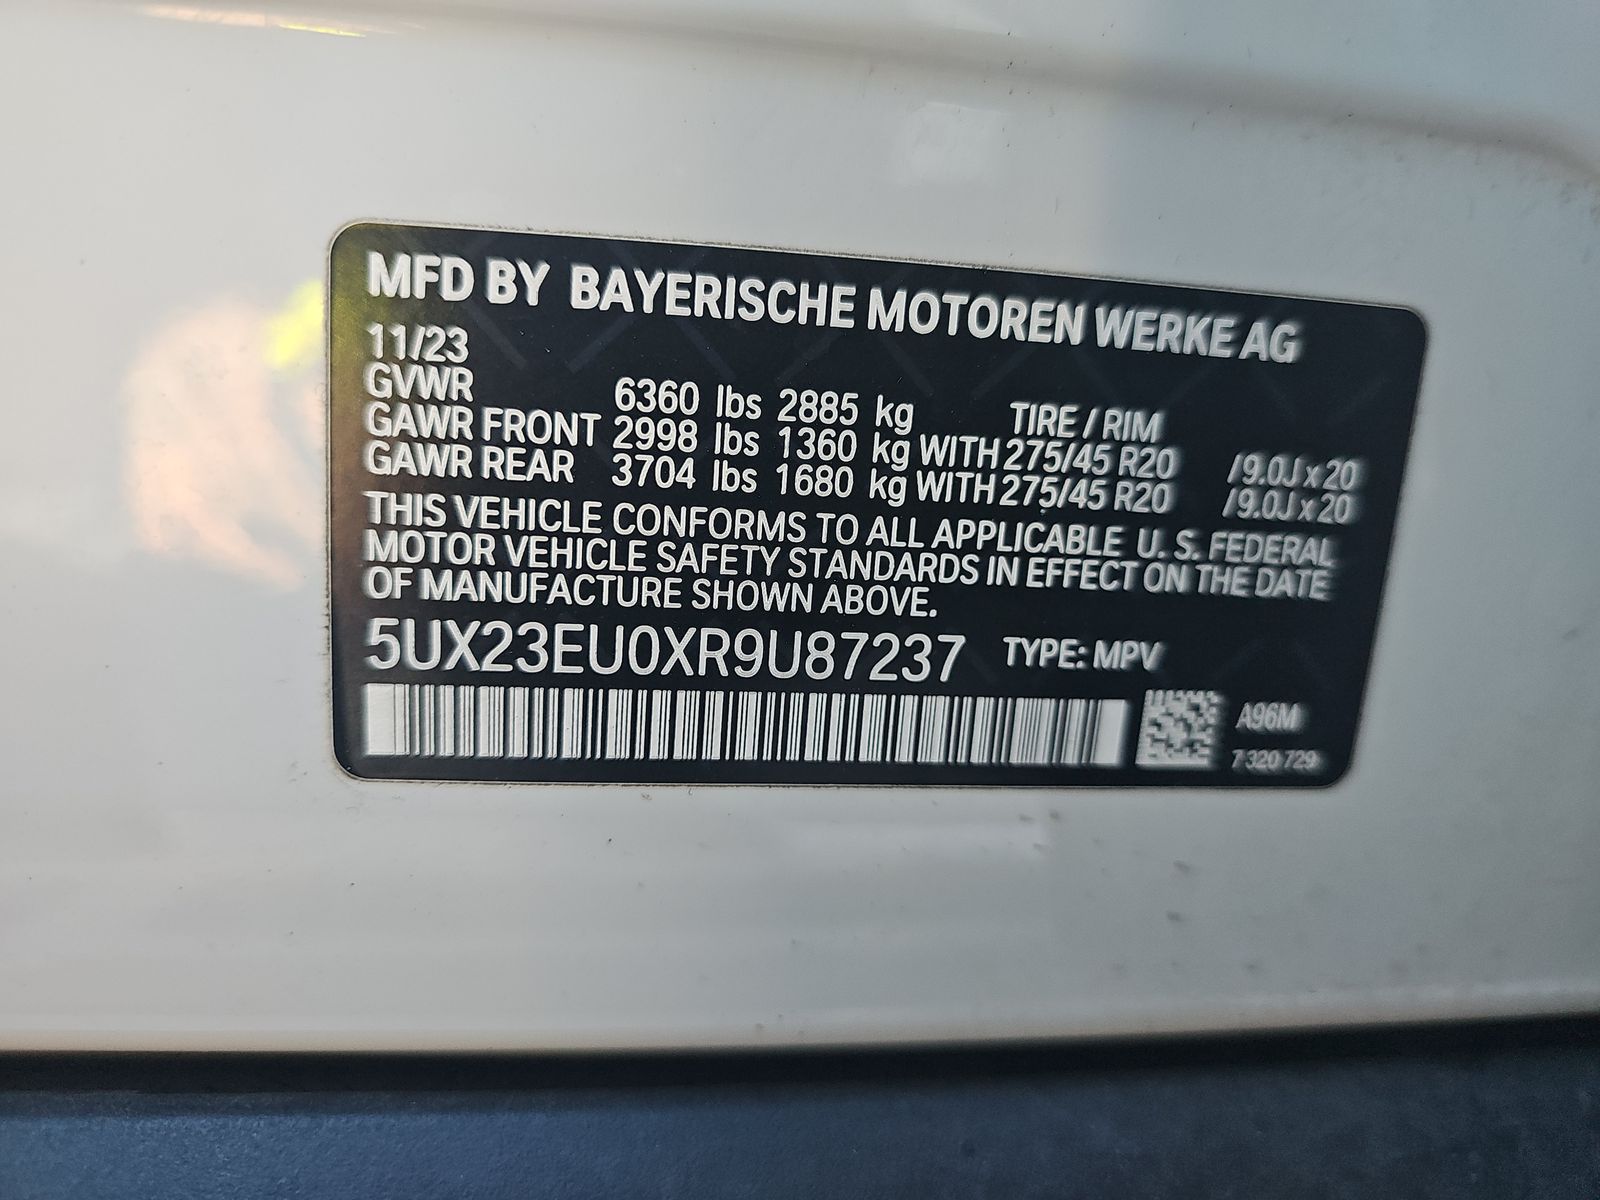 MFD BY BAYERISCHE MOTOREN WERKE AG
11/23
GVWR 6360 lbs 2885 kg TIRE / RIM
GAWR FRONT 2998 lbs 1360 kg WITH 275/45 R20 / 9.0J x 20
GAWR REAR 3704 lbs 1680 kg WITH 275/45 R20 / 9.0J x 20
THIS VEHICLE CONFORMS TO ALL APPLICABLE U. S. FEDERAL
MOTOR VEHICLE SAFETY STANDARDS IN EFFECT ON THE DATE
OF MANUFACTURE SHOWN ABOVE.
5UX23EU0XR9U87237 TYPE: MPV
A96M
7 320 729